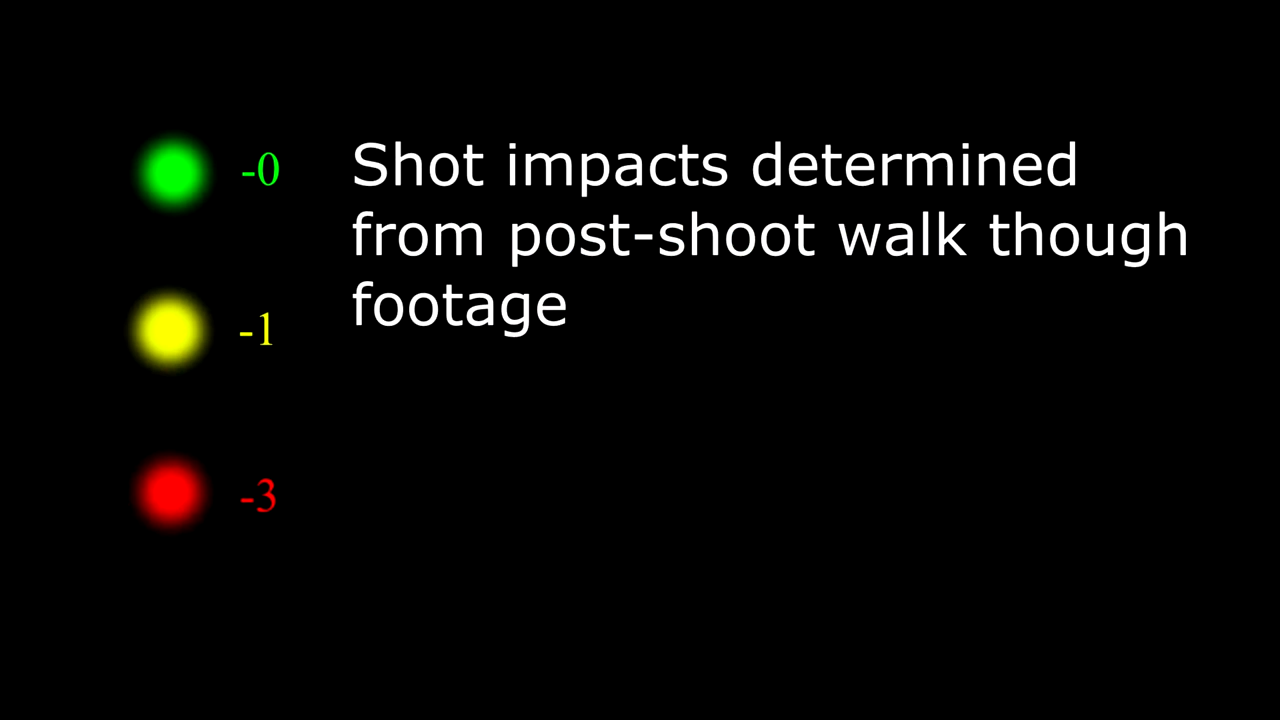 -0
Shot impacts determined
from post-shoot walk though
footage
-1
-3